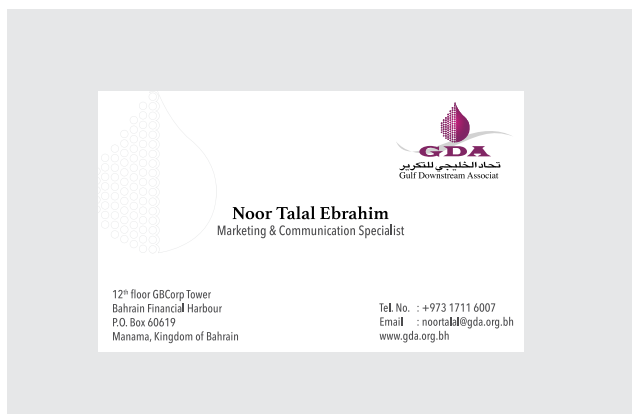 GDA
تحاد الخليجي للتكرير
Gulf Downstream Associat
Noor Talal Ebrahim
Marketing & Communication Specialist
12th floor GBCorp Tower
Bahrain Financial Harbour
P.O. Box 60619
Manama, Kingdom of Bahrain
Tel. No. : +973 1711 6007
Email : noortalal@gda.org.bh
www.gda.org.bh